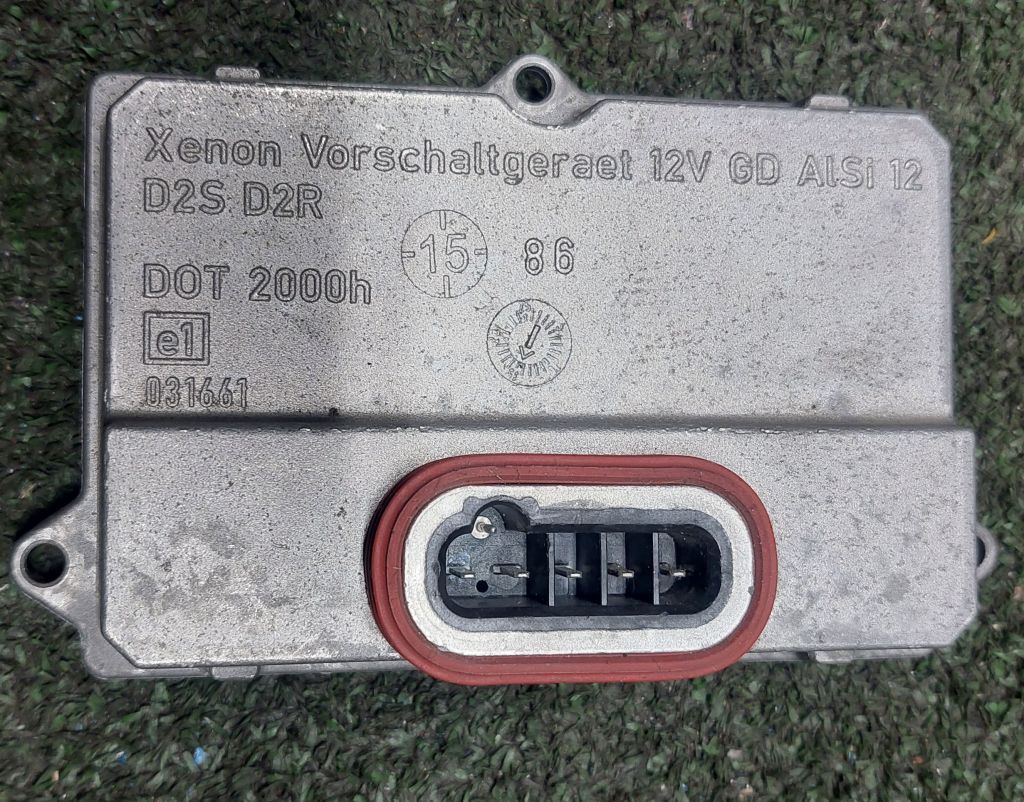 Xenon Vorschaltgeraet 12V GD AlSi 12
D2S D2R
15 86
DOT 2000h
e1
031661